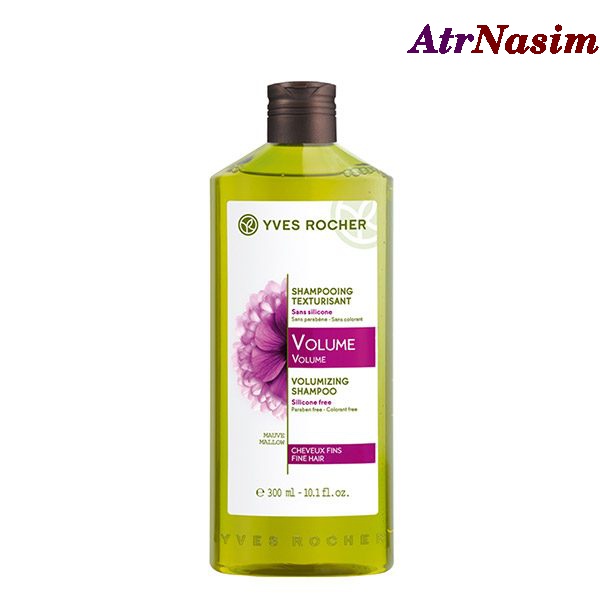 AtrNasim
YVES ROCHER
SHAMPOOING
TEXTURISANT
Sans silicone
Sans parabène - Sans colorant
VOLUME
VOLUME
VOLUMIZING
SHAMPOO
Silicone free
Paraben free - Colorant free
MAUVE
MALLOW
CHEVEUX FINS
FINE HAIR
e 300 ml - 10.1 fl.oz.
YVES ROCHER